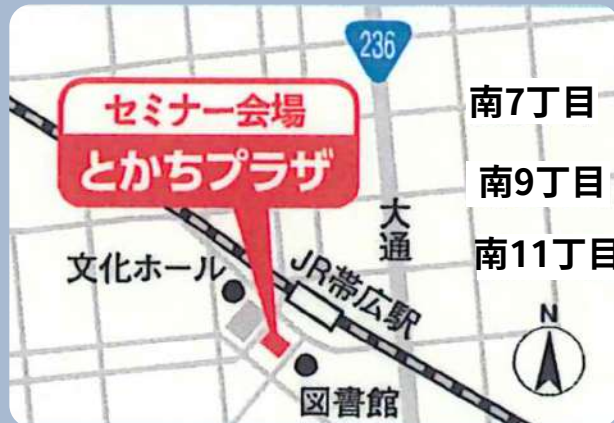 236
セミナー会場
とかちプラザ
南7丁目
南9丁目
南11丁目
大通
文化ホール
JR帯広駅
図書館
N